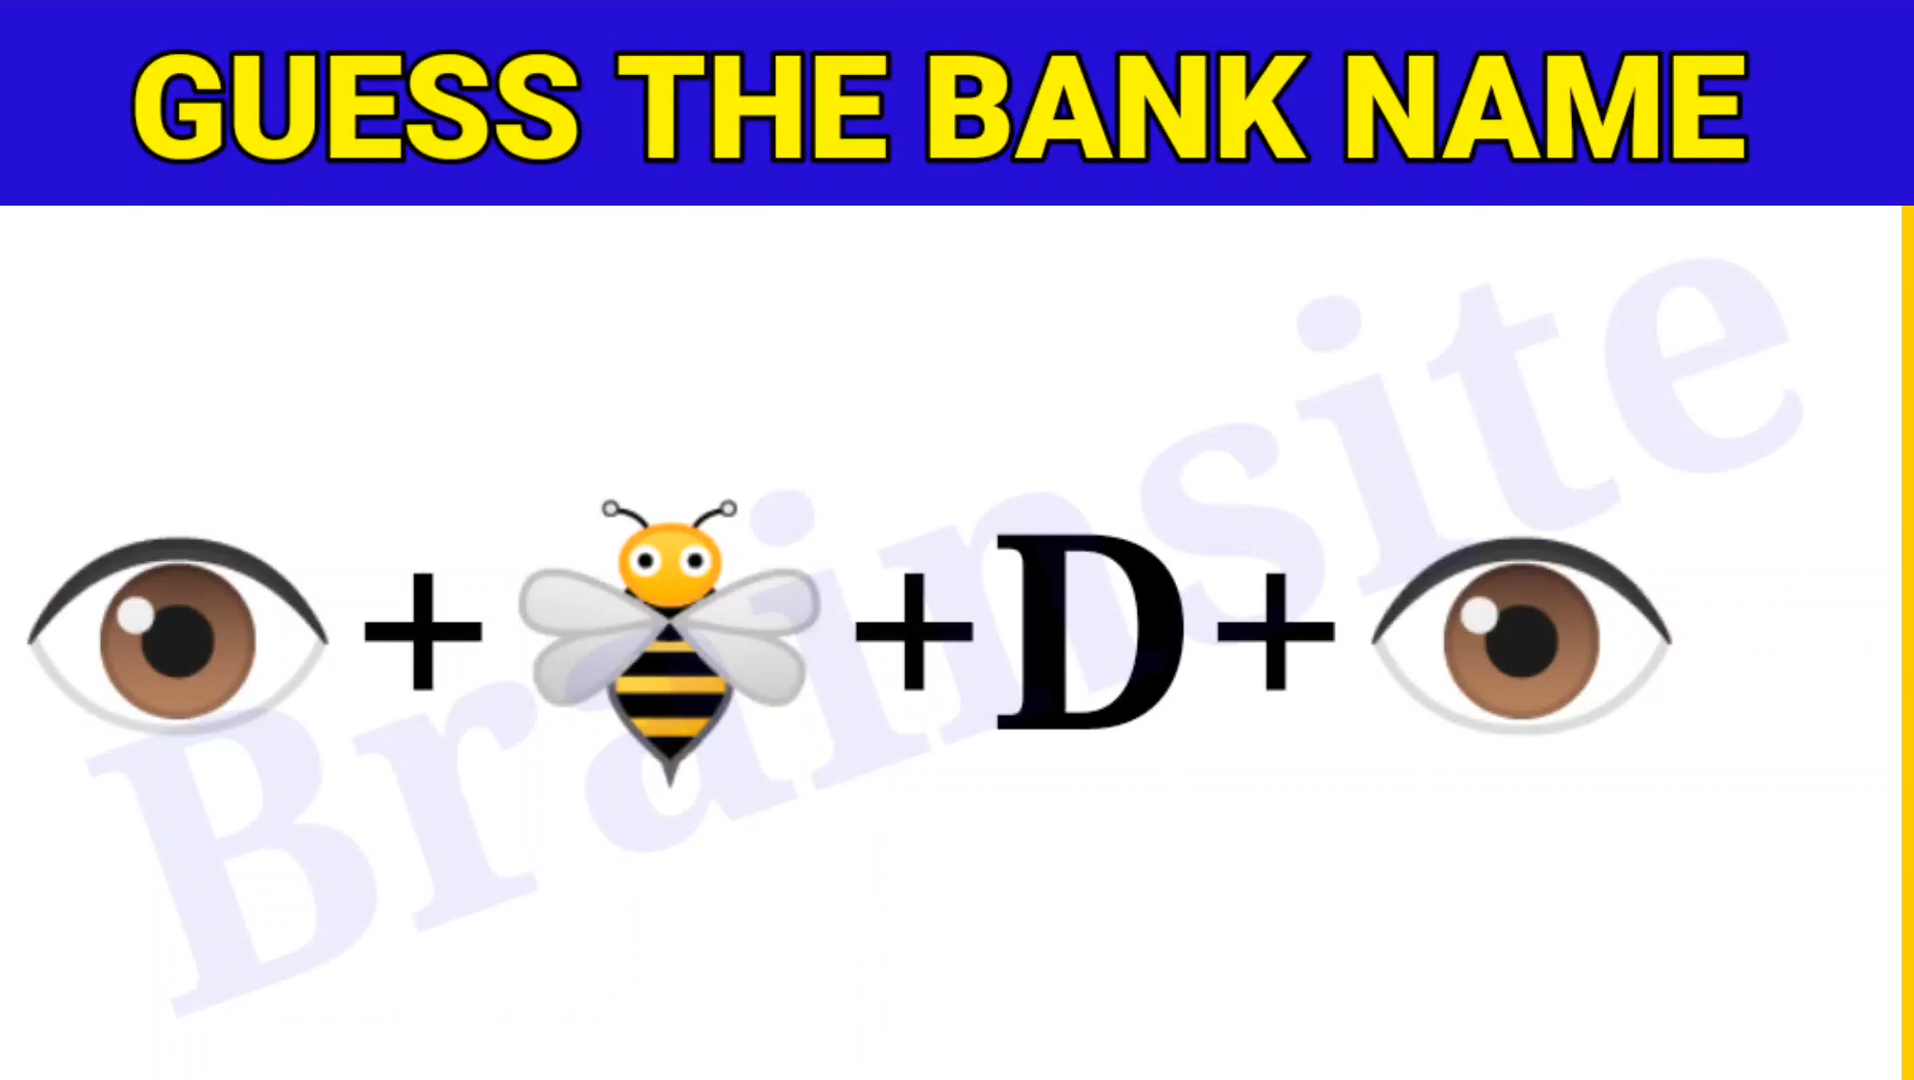 GUESS THE BANK NAME
+ + D +
Brainsite